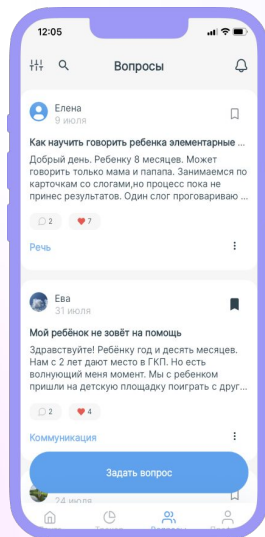 12:05
Вопросы
Елена
9 июля
Как научить говорить ребенка элементарные ...
Добрый день. Ребенку 8 месяцев. Может
говорить только мама и папапа. Занимаемся по
карточкам со слогами,но процесс пока не
принес результатов. Один слог проговариваю ...
2 7
Речь
Ева
31 июля
Мой ребёнок не зовёт на помощь
Здравствуйте! Ребёнку год и десять месяцев.
Нам с 2 лет дают место в ГКП. Но есть
волнующий меня момент. Мы с ребенком
пришли на детскую площадку поиграть с друг...
2 4
Коммуникация
Задать вопрос
24 июля